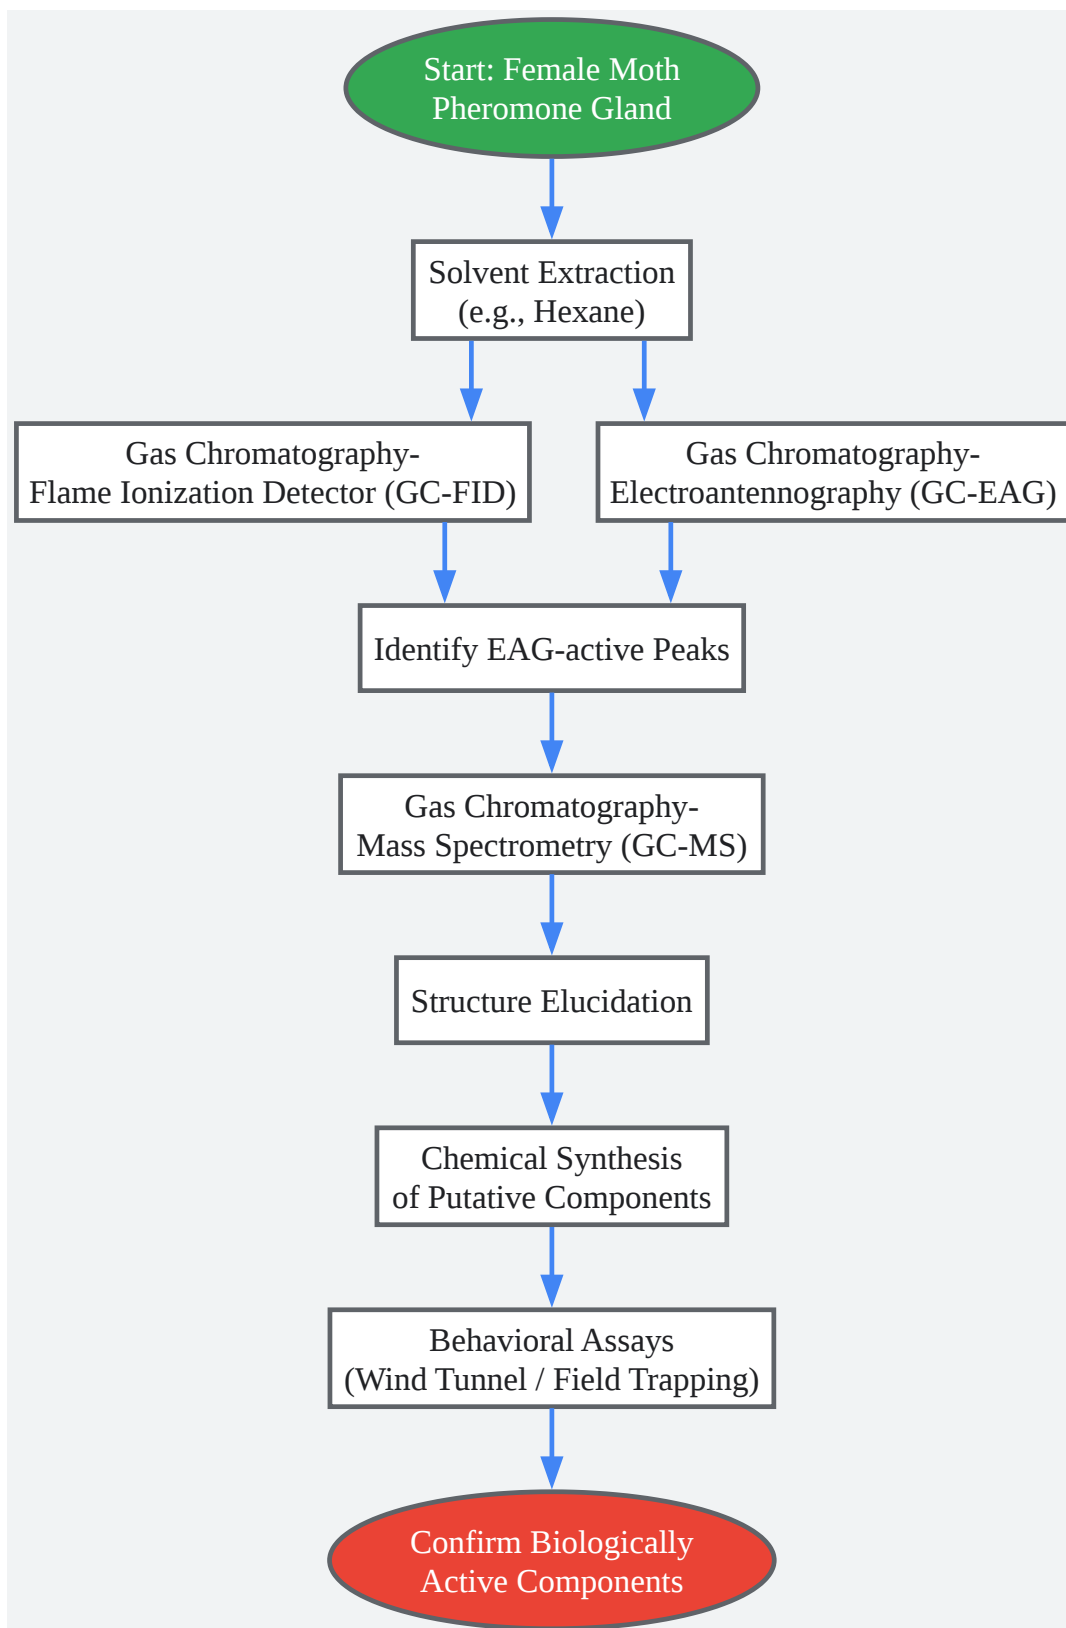 Start: Female Moth
Pheromone Gland
Solvent Extraction
(e.g., Hexane)
Gas Chromatography-
Flame Ionization Detector (GC-FID)
Gas Chromatography-
Electroantennography (GC-EAG)
Identify EAG-active Peaks
Gas Chromatography-
Mass Spectrometry (GC-MS)
Structure Elucidation
Chemical Synthesis
of Putative Components
Behavioral Assays
(Wind Tunnel / Field Trapping)
Confirm Biologically
Active Components